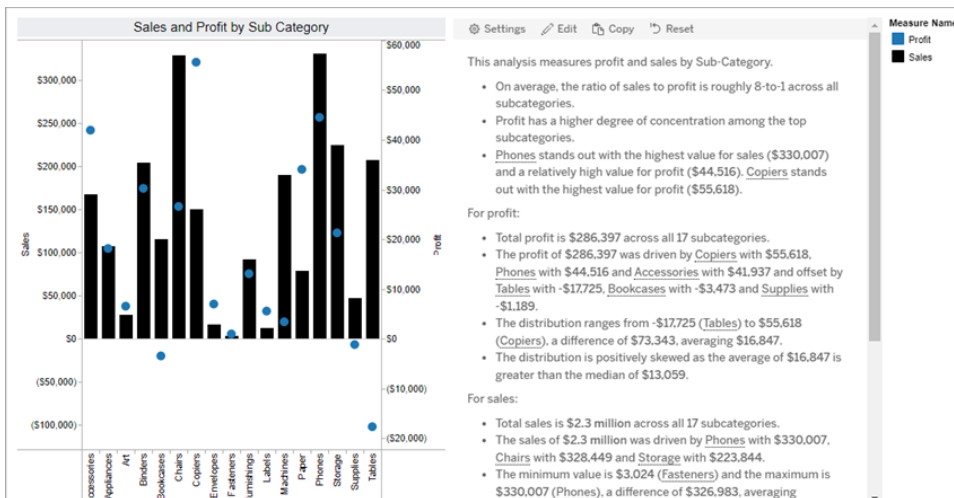 Sales and Profit by Sub Category
Sales
$300,000
$250,000
$200,000
$150,000
$100,000
$50,000
$0
($50,000)
($100,000)
$60,000
$50,000
$40,000
$30,000
$20,000
$10,000
$0
($10,000)
($20,000)
Profit
Appliances
Art
Binders
Bookcases
Chairs
Copiers
Envelopes
Fasteners
Labels
Machines
Paper
Phones
Storage
Supplies
Tables
Settings Edit Copy Reset
This analysis measures profit and sales by Sub-Category.
• On average, the ratio of sales to profit is roughly 8-to-1 across all
subcategories.
• Profit has a higher degree of concentration among the top
subcategories.
• Phones stands out with the highest value for sales ($330,007)
and a relatively high value for profit ($44,516). Copiers stands
out with the highest value for profit ($55,618).
For profit:
• Total profit is $286,397 across all 17 subcategories.
• The profit of $286,397 was driven by Copiers with $55,618,
Phones with $44,516 and Accessories with $41,937 and offset by
Tables with -$17,725, Bookcases with -$3,473 and Supplies with
-$1,189.
• The distribution ranges from -$17,725 (Tables) to $55,618
(Copiers), a difference of $73,343, averaging $16,847.
• The distribution is positively skewed as the average of $16,847 is
greater than the median of $13,059.
For sales:
• Total sales is $2.3 million across all 17 subcategories.
• The sales of $2.3 million was driven by Phones with $330,007,
Chairs with $328,449 and Storage with $223,844.
• The minimum value is $3,024 (Fasteners) and the maximum is
$330,007 (Phones), a difference of $326,983, averaging
Measure Name
Profit
Sales